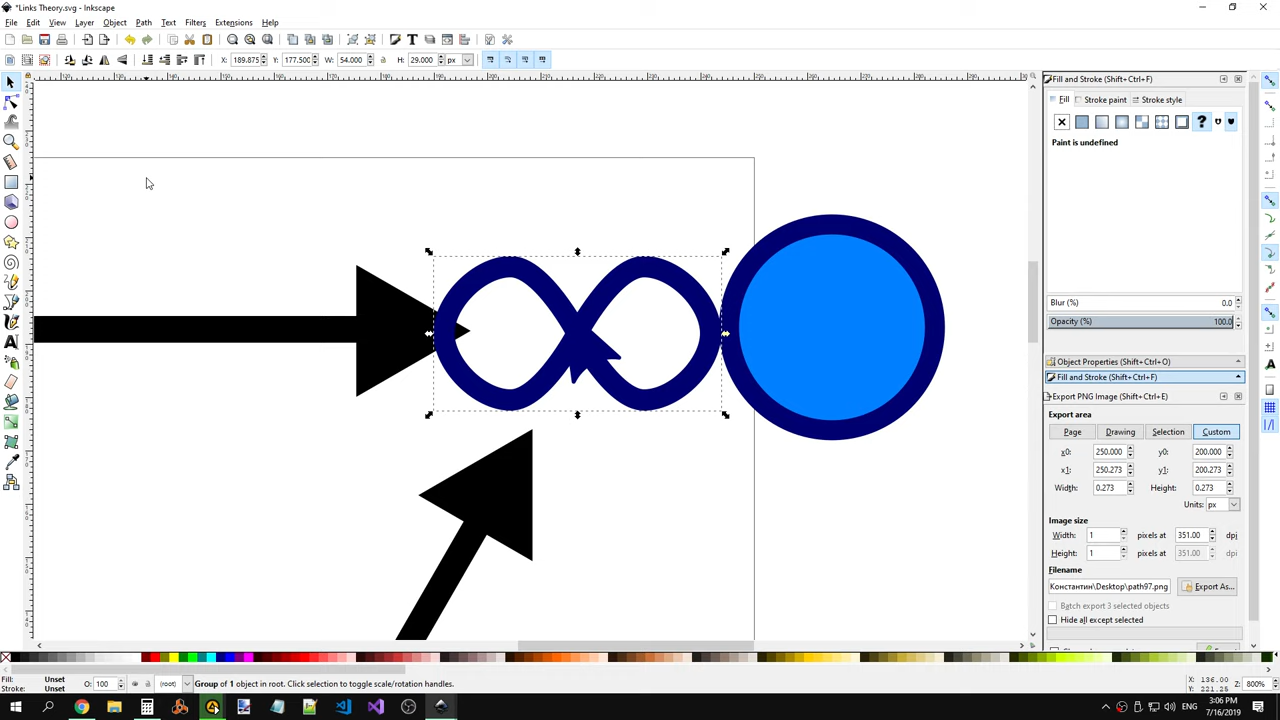 *Links Theory.svg - Inkscape
File Edit View Layer Object Path Text Filters Extensions Help
X: 189.875 Y: 177.500 W: 54.000 H: 29.000 px
Fill and Stroke (Shift+Ctrl+F)
Fill Stroke paint Stroke style
?
Paint is undefined
Blur (%) 0.0
Opacity (%) 100.0
Object Properties (Shift+Ctrl+O)
Fill and Stroke (Shift+Ctrl+F)
Export PNG Image (Shift+Ctrl+E)
Export area
Page Drawing Selection Custom
x0: 250.000 y0: 200.000
x1: 250.273 y1: 200.273
Width: 0.273 Height: 0.273
Units: px
Image size
Width: 1 pixels at 351.00 dpi
Height: 1 pixels at 351.00 dpi
Filename
Константин\Desktop\path97.png Export As...
Batch export 3 selected objects
Hide all except selected
Fill: Unset
Stroke: Unset
O: 100 (root) Group of 1 object in root. Click selection to toggle scale/rotation handles.
X: 136.00
Y: 221.25
Z: 800%
ENG 3:06 PM
7/16/2019